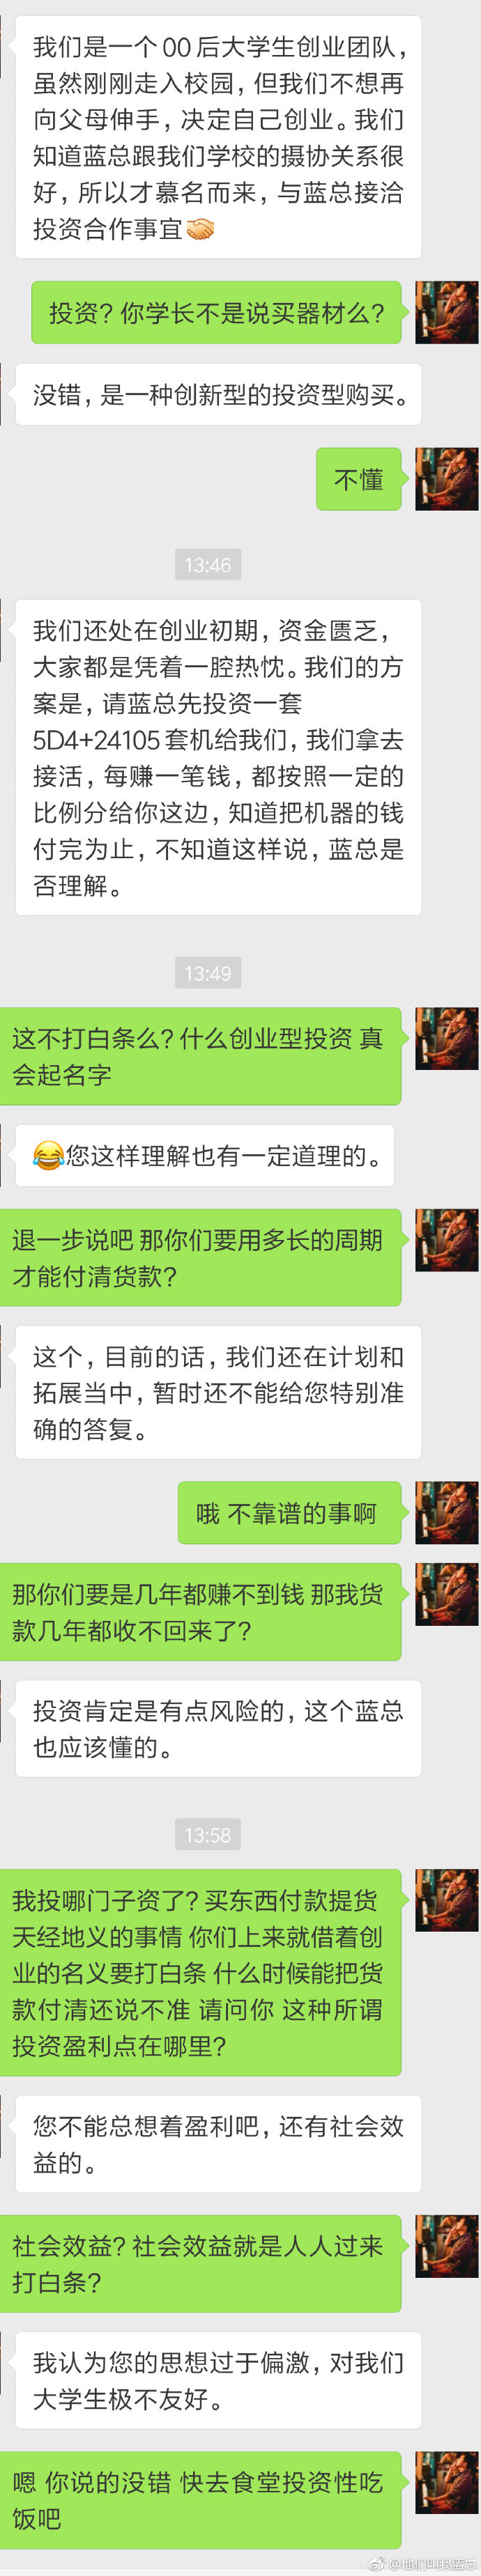 我们是一个00后大学生创业团队，
虽然刚刚走入校园，但我们不想再
向父母伸手，决定自己创业。我们
知道蓝总跟我们学校的摄协关系很
好，所以才慕名而来，与蓝总接洽
投资合作事宜🤝
投资？你学长不是说买器材么？
没错，是一种创新型的投资型购买。
不懂
13:46
我们还处在创业初期，资金匮乏，
大家都是凭着一腔热忱。我们的方
案是，请蓝总先投资一套
5D4+24105套机给我们，我们拿去
接活，每赚一笔钱，都按照一定的
比例分给你这边，知道把机器的钱
付完为止，不知道这样说，蓝总是
否理解。
13:49
这不打白条么？什么创业型投资 真
会起名字
😂您这样理解也有一定道理的。
退一步说吧 那你们要用多长的周期
才能付清货款？
这个，目前的话，我们还在计划和
拓展当中，暂时还不能给您特别准
确的答复。
哦 不靠谱的事啊
那你们要是几年都赚不到钱 那我货
款几年都收不回来了？
投资肯定是有点风险的，这个蓝总
也应该懂的。
13:58
我投哪门子资了？买东西付款提货
天经地义的事情 你们上来就借着创
业的名义要打白条 什么时候能把货
款付清还说不准 请问你 这种所谓
投资盈利点在哪里？
您不能总想着盈利吧，还有社会效
益的。
社会效益？社会效益就是人人过来
打白条？
我认为您的思想过于偏激，对我们
大学生极不友好。
嗯 你说的没错 快去食堂投资性吃
饭吧
@他们叫我蓝总